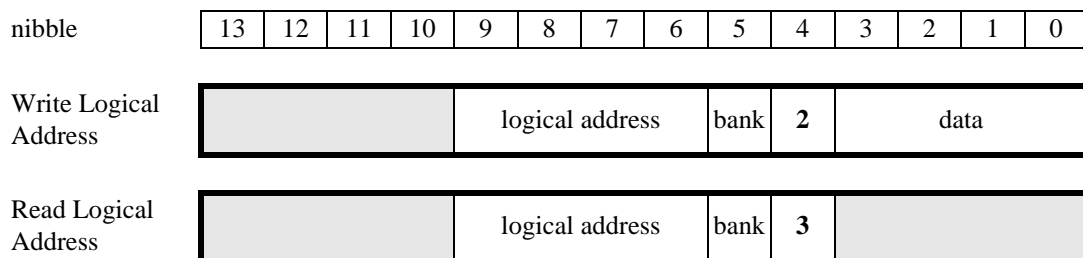 nibble 13 12 11 10 9 8 7 6 5 4 3 2 1 0
Write Logical
Address
logical address bank 2 data
Read Logical
Address
logical address bank 3